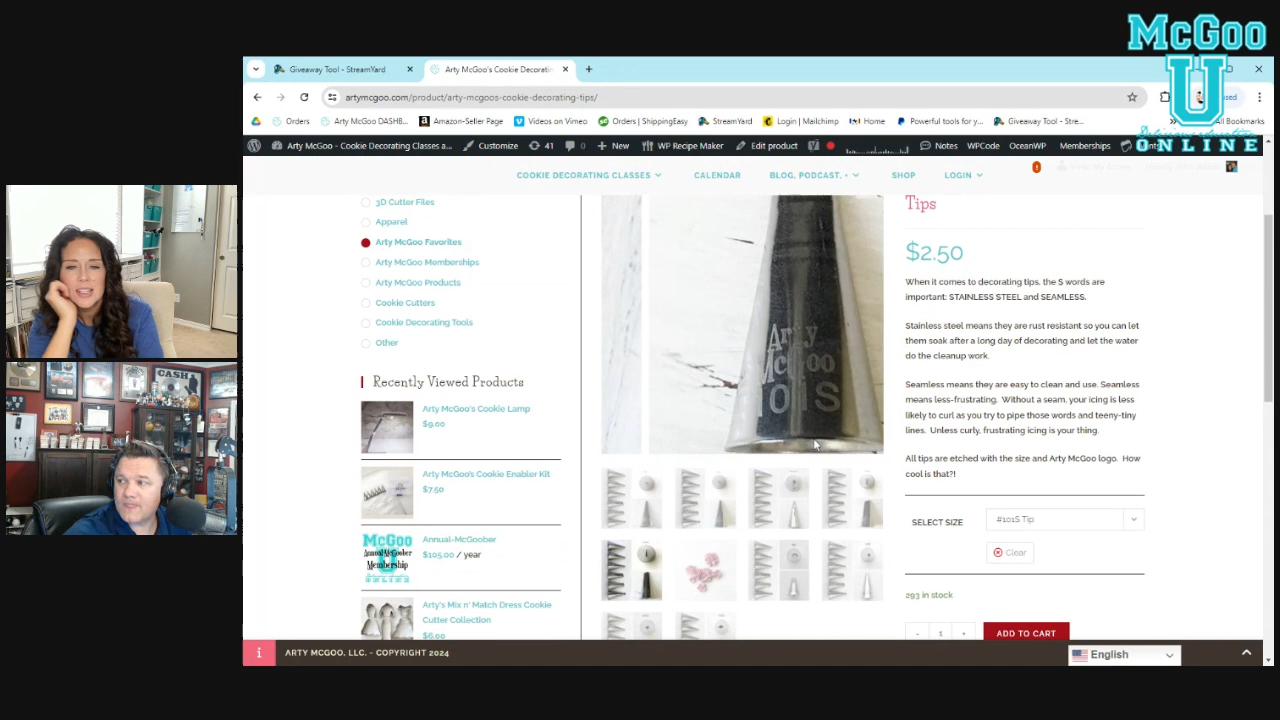 McGoo
U
Delicious education
ONLINE
Giveaway Tool - StreamYard
Arty McGoo's Cookie Decoratin
artymcgoo.com/product/arty-mcgoos-cookie-decorating-tips/
Orders
Arty McGoo DASHB...
Amazon-Seller Page
Videos on Vimeo
Orders | ShippingEasy
StreamYard
Login | Mailchimp
Home
Powerful tools for y...
Giveaway Tool - Stre...
All Bookmarks
Arty McGoo - Cookie Decorating Classes a...
Customize
41
0
New
WP Recipe Maker
Edit product
Notes
WPCode
OceanWP
Memberships
COOKIE DECORATING CLASSES
CALENDAR
BLOG, PODCAST, +
SHOP
LOGIN
3D Cutter Files
Apparel
Arty McGoo Favorites
Arty McGoo Memberships
Arty McGoo Products
Cookie Cutters
Cookie Decorating Tools
Other
Recently Viewed Products
Arty McGoo's Cookie Lamp
$9.00
Arty McGoo's Cookie Enabler Kit
$7.50
McGoo
Annual-McGoober
Membership
ONLINE
Annual-McGoober
$105.00 / year
Arty's Mix n' Match Dress Cookie
Cutter Collection
$6.00
Arty
McGoo
101S
Tips
$2.50
When it comes to decorating tips, the S words are
important: STAINLESS STEEL and SEAMLESS.
Stainless steel means they are rust resistant so you can let
them soak after a long day of decorating and let the water
do the cleanup work.
Seamless means they are easy to clean and use. Seamless
means less-frustrating. Without a seam, your icing is less
likely to curl as you try to pipe those words and teeny-tiny
lines. Unless curly, frustrating icing is your thing.
All tips are etched with the size and Arty McGoo logo. How
cool is that?!
SELECT SIZE
#101S Tip
Clear
293 in stock
- 1 +
ADD TO CART
ARTY MCGOO, LLC. - COPYRIGHT 2024
English
CASH